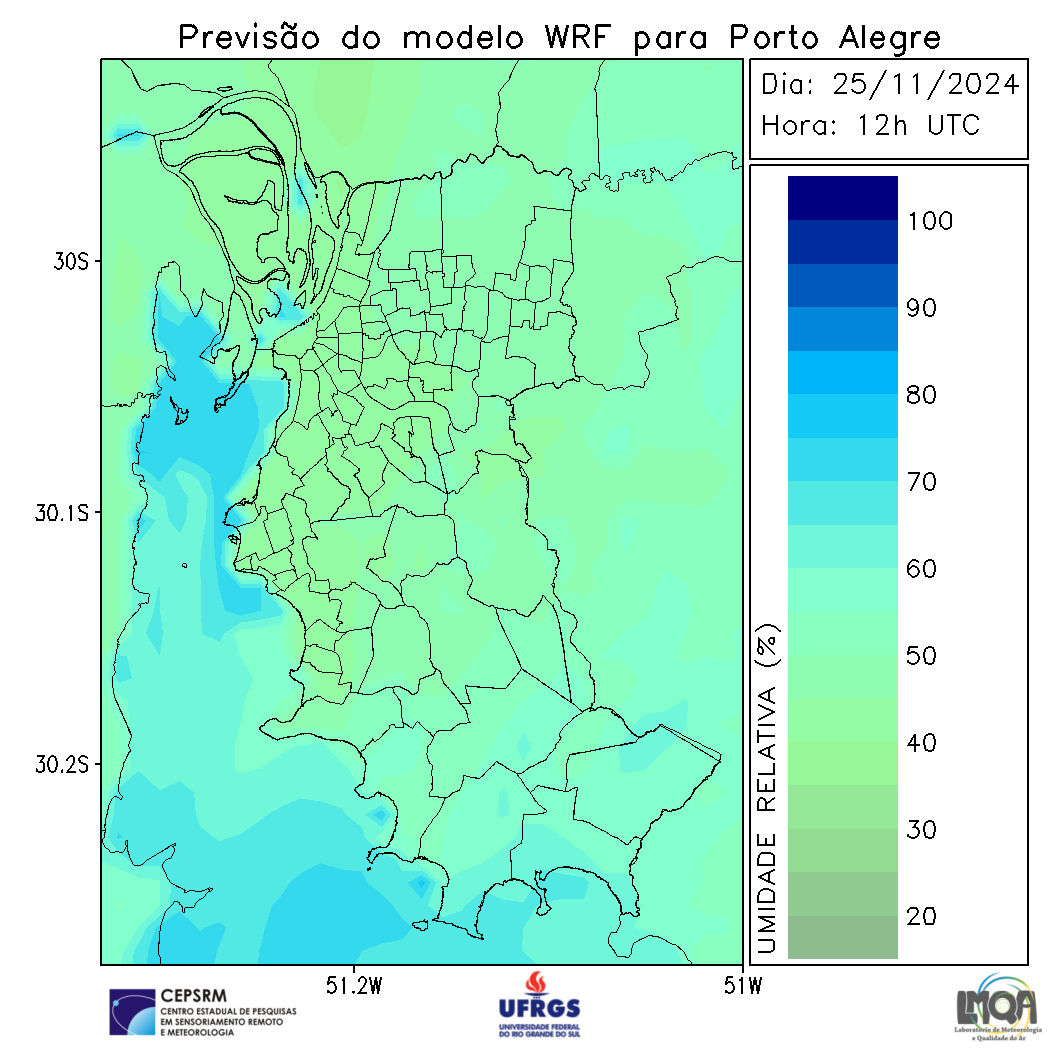 Previsão do modelo WRF para Porto Alegre
Dia: 25/11/2024
Hora: 12h UTC
30S
30.1S
30.2S
51.2W
51W
100
90
80
70
60
50
40
30
20
UMIDADE RELATIVA (%)
CEPSRM
CENTRO ESTADUAL DE PESQUISAS
EM SENSORIAMENTO REMOTO
E METEOROLOGIA
UFRGS
UNIVERSIDADE FEDERAL
DO RIO GRANDE DO SUL
LMQA
Laboratório de Meteorologia
e Qualidade do Ar